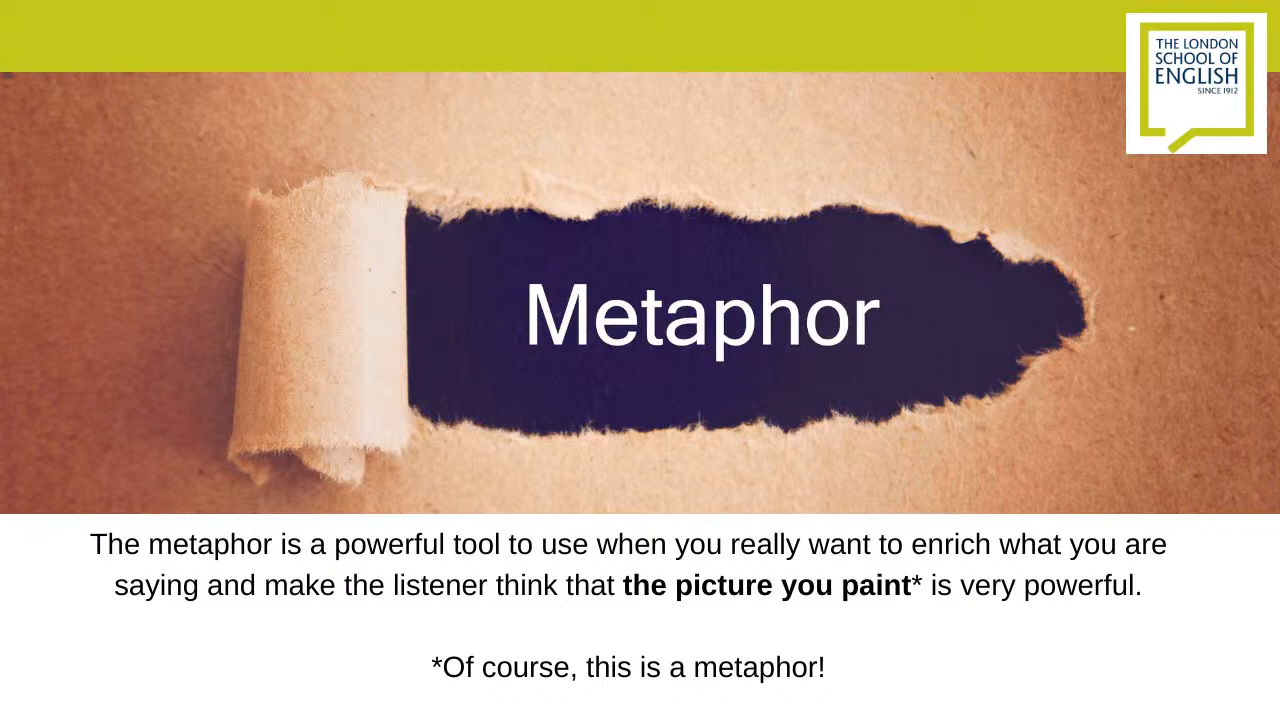 THE LONDON
SCHOOL OF
ENGLISH
SINCE 1912
Metaphor
The metaphor is a powerful tool to use when you really want to enrich what you are
saying and make the listener think that the picture you paint* is very powerful.
*Of course, this is a metaphor!